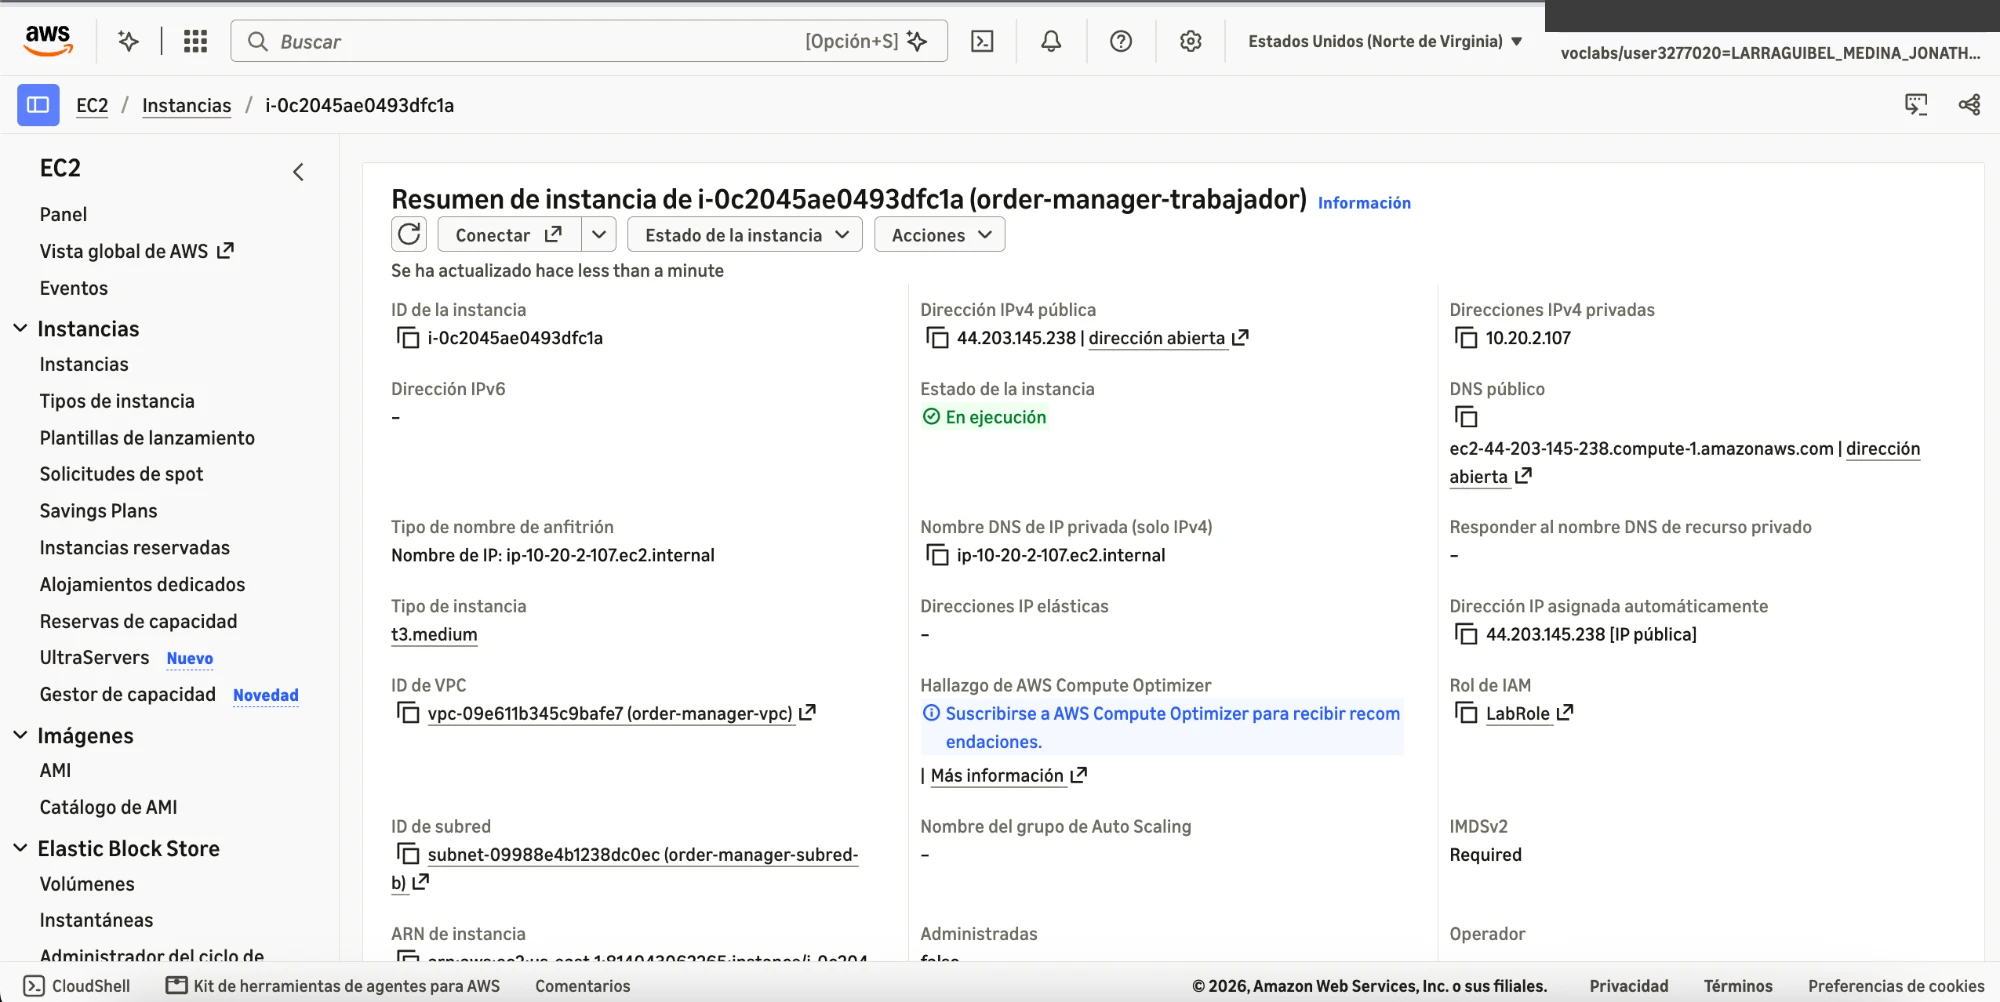 aws
Buscar
[Opción+S]
Estados Unidos (Norte de Virginia) ▼
voclabs/user3277020=LARRAGUIBEL_MEDINA_JONATH...
EC2 / Instancias / i-0c2045ae0493dfc1a
EC2
Panel
Vista global de AWS
Eventos
Instancias
Instancias
Tipos de instancia
Plantillas de lanzamiento
Solicitudes de spot
Savings Plans
Instancias reservadas
Alojamientos dedicados
Reservas de capacidad
UltraServers Nuevo
Gestor de capacidad Novedad
Imágenes
AMI
Catálogo de AMI
Elastic Block Store
Volúmenes
Instantáneas
Administrador del ciclo de
Resumen de instancia de i-0c2045ae0493dfc1a (order-manager-trabajador) Información
Conectar
Estado de la instancia
Acciones
Se ha actualizado hace less than a minute
ID de la instancia
i-0c2045ae0493dfc1a
Dirección IPv4 pública
44.203.145.238 | dirección abierta
Direcciones IPv4 privadas
10.20.2.107
Dirección IPv6
–
Estado de la instancia
En ejecución
DNS público
ec2-44-203-145-238.compute-1.amazonaws.com | dirección
abierta
Tipo de nombre de anfitrión
Nombre de IP: ip-10-20-2-107.ec2.internal
Nombre DNS de IP privada (solo IPv4)
ip-10-20-2-107.ec2.internal
Responder al nombre DNS de recurso privado
–
Tipo de instancia
t3.medium
Direcciones IP elásticas
–
Dirección IP asignada automáticamente
44.203.145.238 [IP pública]
ID de VPC
vpc-09e611b345c9bafe7 (order-manager-vpc)
Hallazgo de AWS Compute Optimizer
Suscribirse a AWS Compute Optimizer para recibir recom
endaciones.
| Más información
Rol de IAM
LabRole
ID de subred
subnet-09988e4b1238dc0ec (order-manager-subred-
b)
Nombre del grupo de Auto Scaling
–
IMDSv2
Required
ARN de instancia
arn:aws:ec2:us-east-1:814043062265:instance/i-0c204
Administradas
false
Operador
CloudShell
Kit de herramientas de agentes para AWS
Comentarios
© 2026, Amazon Web Services, Inc. o sus filiales.
Privacidad
Términos
Preferencias de cookies